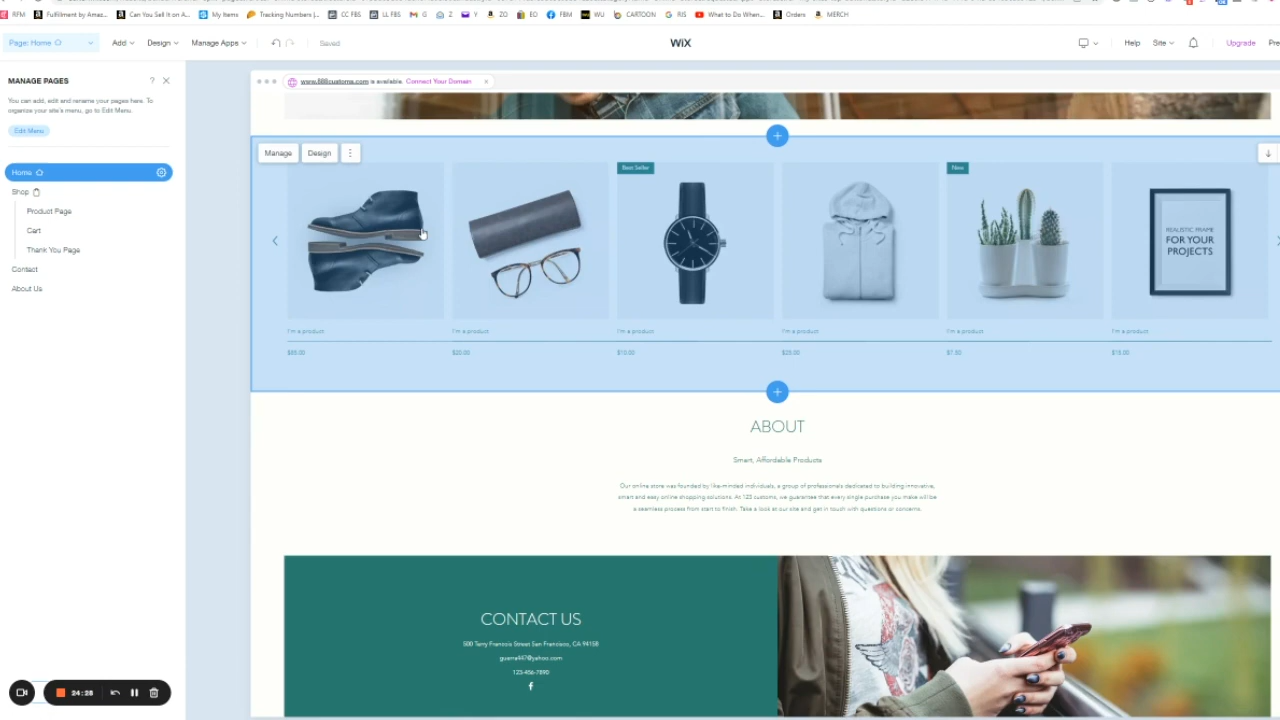 RFM
Fulfillment by Amaz...
Can You Sell it on A...
My Items
Tracking Numbers |...
CC FBS
LL FBS
G
Z
Y
ZO
EO
FBM
WU
CARTOON
RIS
What to Do When...
Orders
MERCH
Page: Home
Add
Design
Manage Apps
Saved
WiX
Help
Site
Upgrade
Pre
MANAGE PAGES
?
You can add, edit and rename your pages here. To
organize your site's menu, go to Edit Menu.
Edit Menu
Home
Shop
Product Page
Cart
Thank You Page
Contact
About Us
is available. Connect Your Domain
Manage
Design
Best Seller
New
REALISTIC FRAME
FOR YOUR
PROJECTS
I'm a product
I'm a product
I'm a product
I'm a product
I'm a product
I'm a product
$20.00
$10.00
$25.00
$7.50
$15.00
ABOUT
Smart, Affordable Products
Our online store was founded by like-minded individuals, a group of professionals dedicated to building innovative,
smart and easy online shopping solutions. At 123 customs, we guarantee that every single purchase you make will be
a seamless process from start to finish. Take a look at our site and get in touch with questions or concerns.
CONTACT US
500 Terry Francois Street San Francisco, CA 94158
123-456-7890
24:28